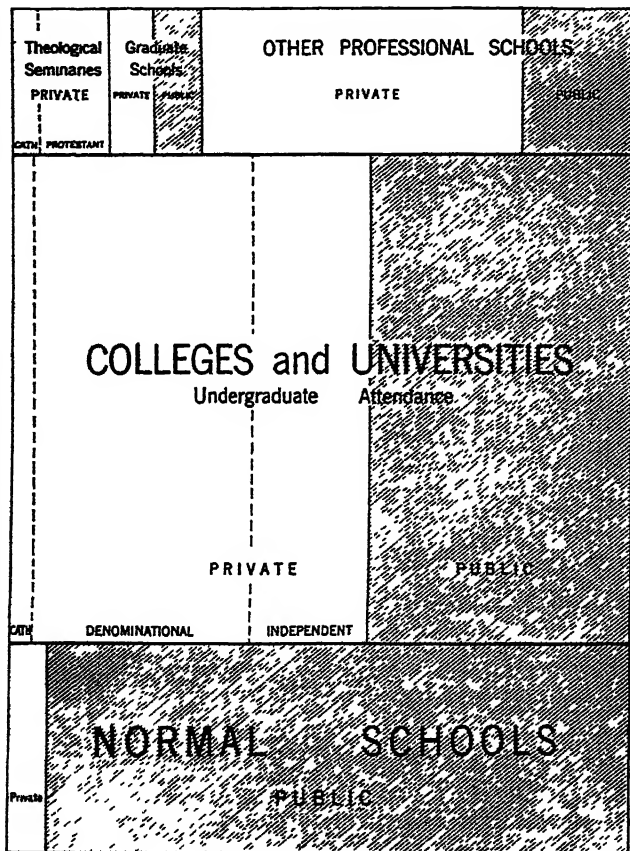 Theological Seminaries
PRIVATE
CATH PROTESTANT
Graduate Schools
PRIVATE PUBLIC
OTHER PROFESSIONAL SCHOOLS
PRIVATE PUBLIC
COLLEGES and UNIVERSITIES
Undergraduate Attendance
PRIVATE PUBLIC
CATH DENOMINATIONAL INDEPENDENT
NORMAL SCHOOLS
Private PUBLIC